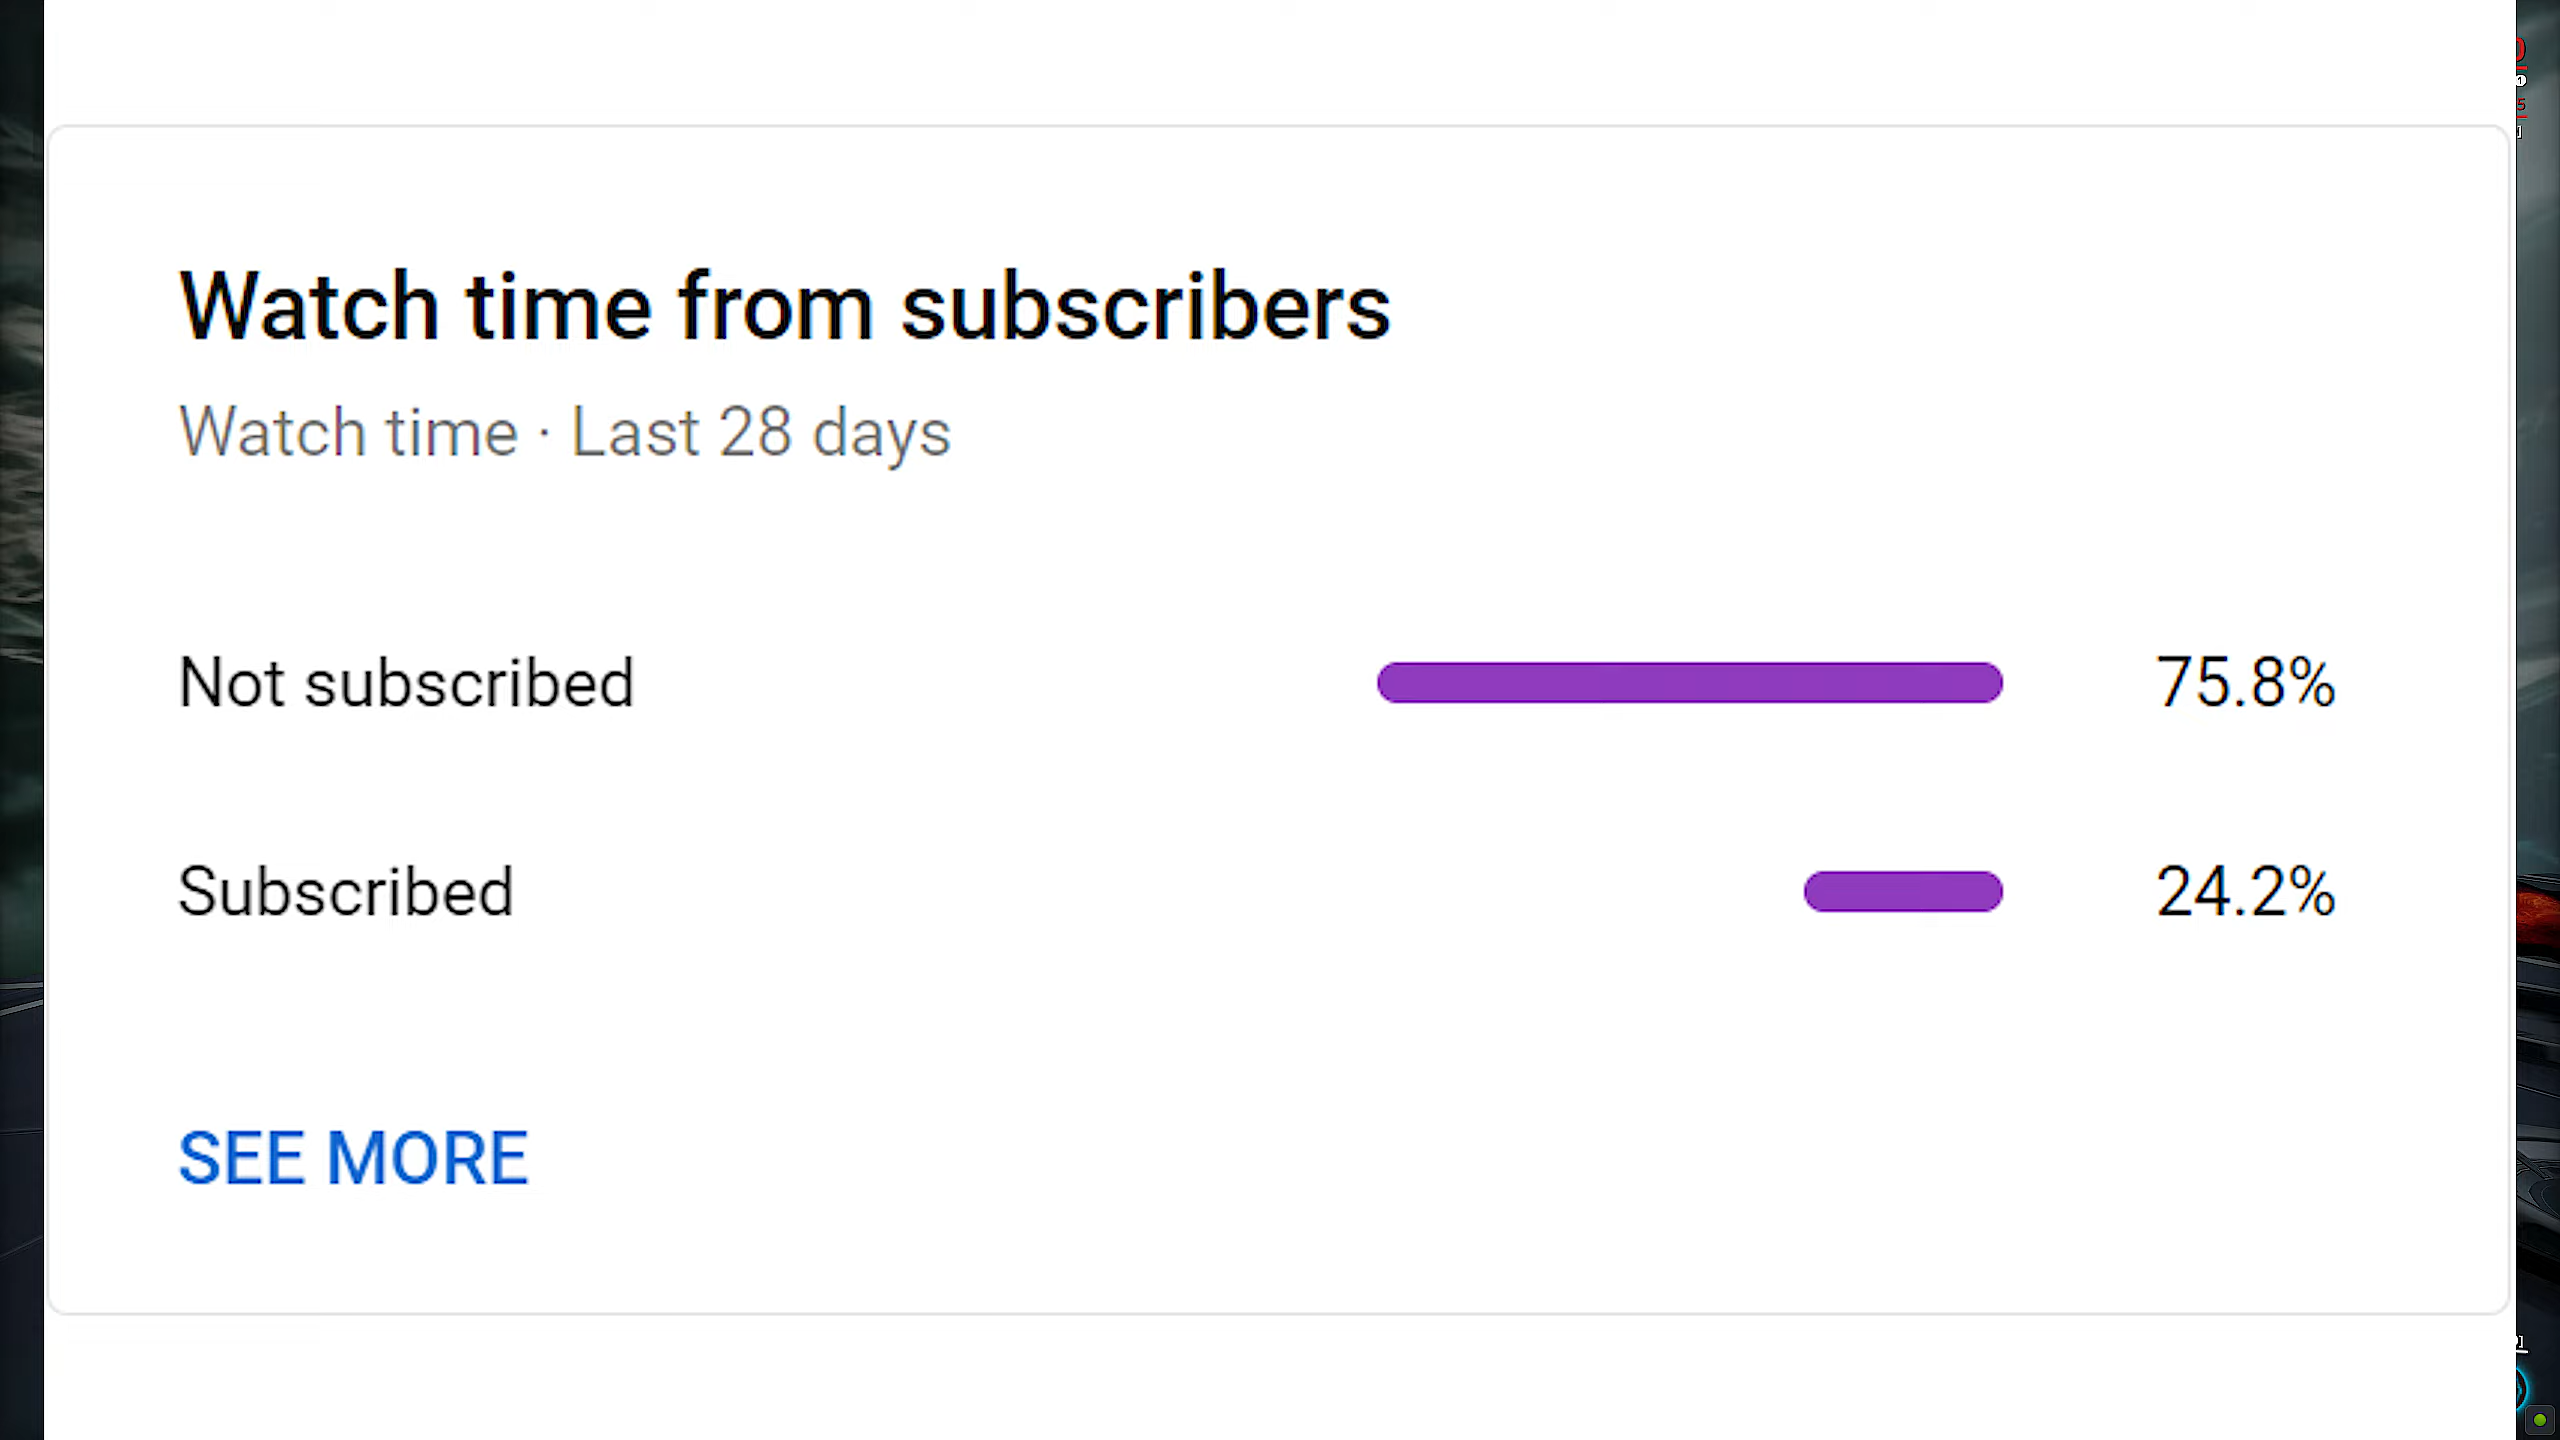 Watch time from subscribers
Watch time · Last 28 days
Not subscribed 75.8%
Subscribed 24.2%
SEE MORE